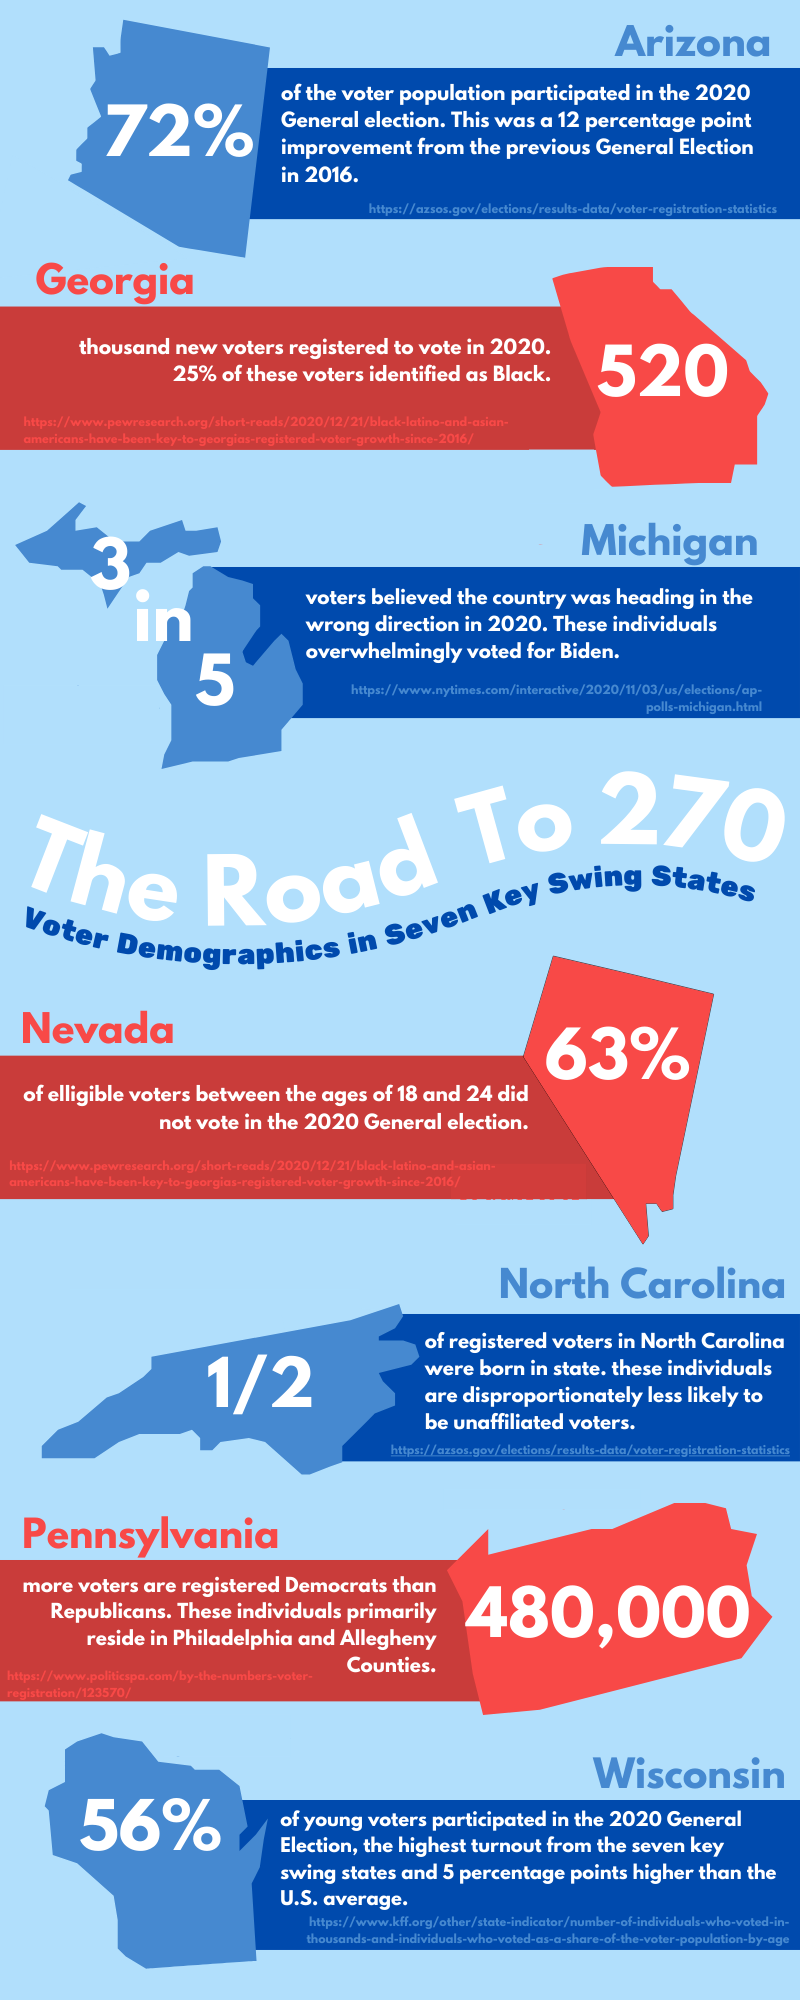 Arizona
72%
of the voter population participated in the 2020
General election. This was a 12 percentage point
improvement from the previous General Election
in 2016.
https://azsos.gov/elections/results-data/voter-registration-statistics
Georgia
thousand new voters registered to vote in 2020.
25% of these voters identified as Black.
520
https://www.pewresearch.org/short-reads/2020/12/21/black-latino-and-asian-
americans-have-been-key-to-georgias-registered-voter-growth-since-2016/
Michigan
3
in
5
voters believed the country was heading in the
wrong direction in 2020. These individuals
overwhelmingly voted for Biden.
https://www.nytimes.com/interactive/2020/11/03/us/elections/ap-
polls-michigan.html
The Road To 270
Voter Demographics in Seven Key Swing States
Nevada
63%
of elligible voters between the ages of 18 and 24 did
not vote in the 2020 General election.
https://www.pewresearch.org/short-reads/2020/12/21/black-latino-and-asian-
americans-have-been-key-to-georgias-registered-voter-growth-since-2016/
North Carolina
1/2
of registered voters in North Carolina
were born in state. these individuals
are disproportionately less likely to
be unaffiliated voters.
https://azsos.gov/elections/results-data/voter-registration-statistics
Pennsylvania
more voters are registered Democrats than
Republicans. These individuals primarily
reside in Philadelphia and Allegheny
Counties.
480,000
https://www.politicspa.com/by-the-numbers-voter-
registration/123570/
Wisconsin
56%
of young voters participated in the 2020 General
Election, the highest turnout from the seven key
swing states and 5 percentage points higher than the
U.S. average.
https://www.kff.org/other/state-indicator/number-of-individuals-who-voted-in-
thousands-and-individuals-who-voted-as-a-share-of-the-voter-population-by-age